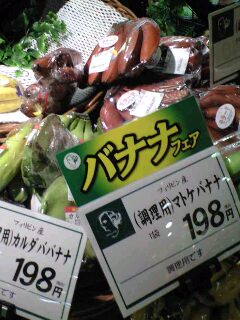 バナナフェア
フィリピン産
(調理用)マトケバナナ
1袋
198円
調理用です
フィリピン産
用)カルダババナナ
198円
です